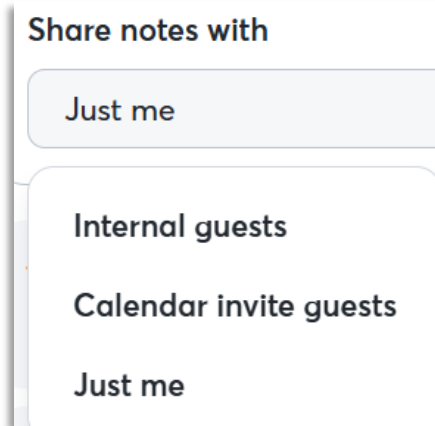 Share notes with
Just me
Internal guests
Calendar invite guests
Just me